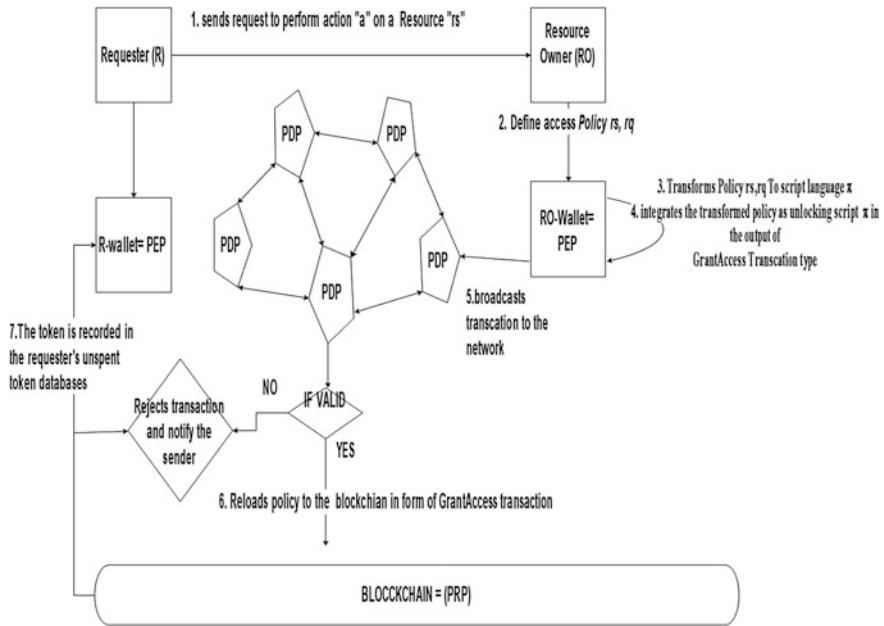 1. sends request to perform action "a" on a Resource "rs"
Requester (R)
Resource
Owner (RO)
2. Define access Policy rs, rq
PDP
PDP
3. Transforms Policy rs,rq To script language π
4. integrates the transformed policy as unlocking script π in
the output of
GrantAccess Transcation type
R-wallet= PEP
RO-Wallet=
PEP
PDP
PDP
PDP
5.broadcasts
transcation to the
network
7.The token is recorded in
the requester's unspent
token databases
NO
IF VALID
Rejects transaction
and notify the
sender
YES
6. Reloads policy to the blockchian in form of GrantAccess transaction
BLOCCKCHAIN = (PRP)